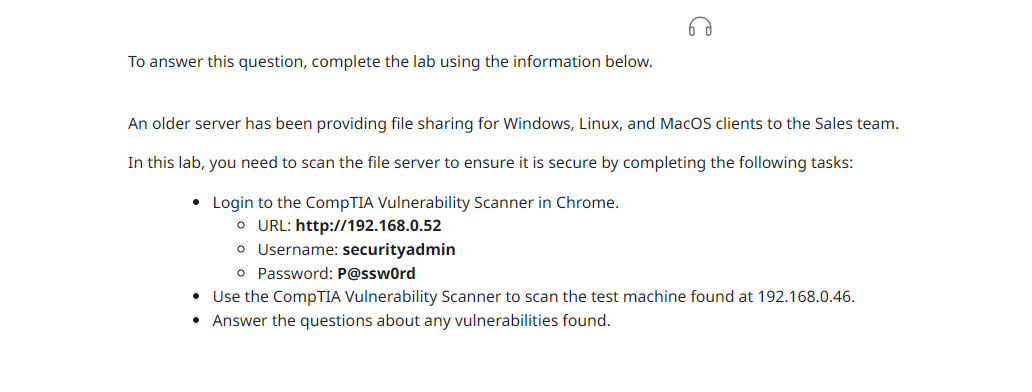 To answer this question, complete the lab using the information below.
An older server has been providing file sharing for Windows, Linux, and MacOS clients to the Sales team.
In this lab, you need to scan the file server to ensure it is secure by completing the following tasks:
• Login to the CompTIA Vulnerability Scanner in Chrome.
○ URL: http://192.168.0.52
○ Username: securityadmin
○ Password: P@ssw0rd
• Use the CompTIA Vulnerability Scanner to scan the test machine found at 192.168.0.46.
• Answer the questions about any vulnerabilities found.